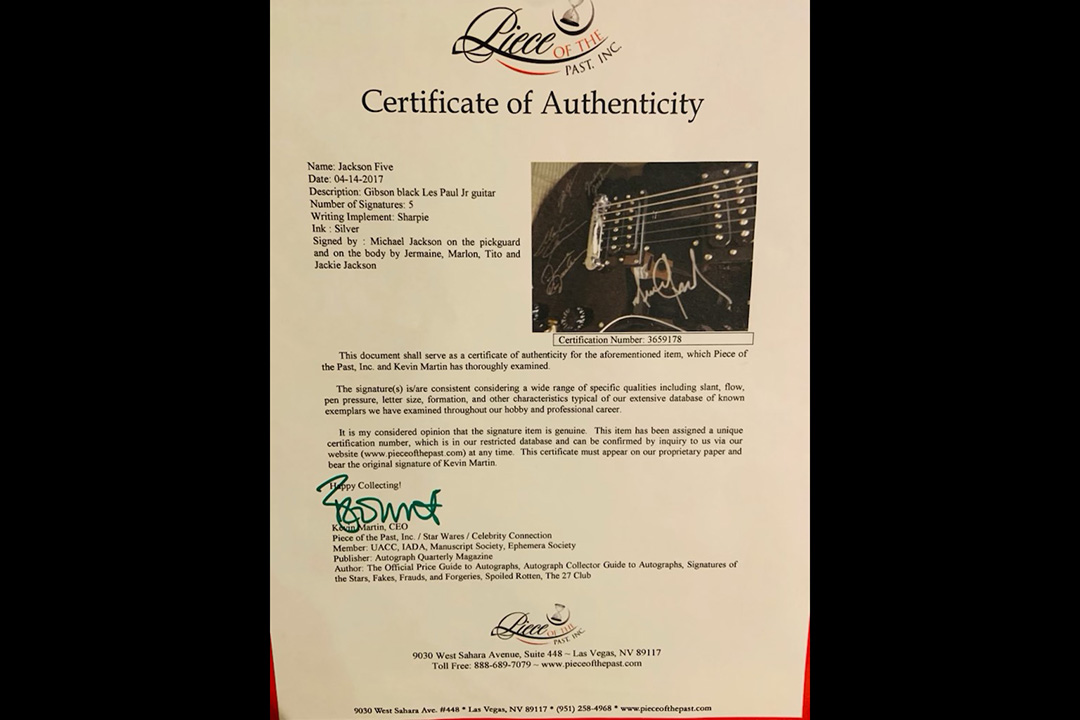 Piece OF THE
PAST, INC.
Certificate of Authenticity
Name: Jackson Five
Date: 04-14-2017
Description: Gibson black Les Paul Jr guitar
Number of Signatures: 5
Writing Implement: Sharpie
Ink : Silver
Signed by : Michael Jackson on the pickguard
and on the body by Jermaine, Marlon, Tito and
Jackie Jackson
Certification Number: 3659178
This document shall serve as a certificate of authenticity for the aforementioned item, which Piece of
the Past, Inc. and Kevin Martin has thoroughly examined.
The signature(s) is/are consistent considering a wide range of specific qualities including slant, flow,
pen pressure, letter size, formation, and other characteristics typical of our extensive database of known
exemplars we have examined throughout our hobby and professional career.
It is my considered opinion that the signature item is genuine. This item has been assigned a unique
certification number, which is in our restricted database and can be confirmed by inquiry to us via our
website (www.pieceofthepast.com) at any time. This certificate must appear on our proprietary paper and
bear the original signature of Kevin Martin.
Happy Collecting!
Kevin Martin, CEO
Piece of the Past, Inc. / Star Wares / Celebrity Connection
Member: UACC, IADA, Manuscript Society, Ephemera Society
Publisher: Autograph Quarterly Magazine
Author: The Official Price Guide to Autographs, Autograph Collector Guide to Autographs, Signatures of
the Stars, Fakes, Frauds, and Forgeries, Spoiled Rotten, The 27 Club
Piece OF THE
PAST, INC.
9030 West Sahara Avenue, Suite 448 ~ Las Vegas, NV 89117
Toll Free: 888-689-7079 ~ www.pieceofthepast.com
9030 West Sahara Ave. #448 * Las Vegas, NV 89117 * (951) 258-4968 * www.pieceofthepast.com